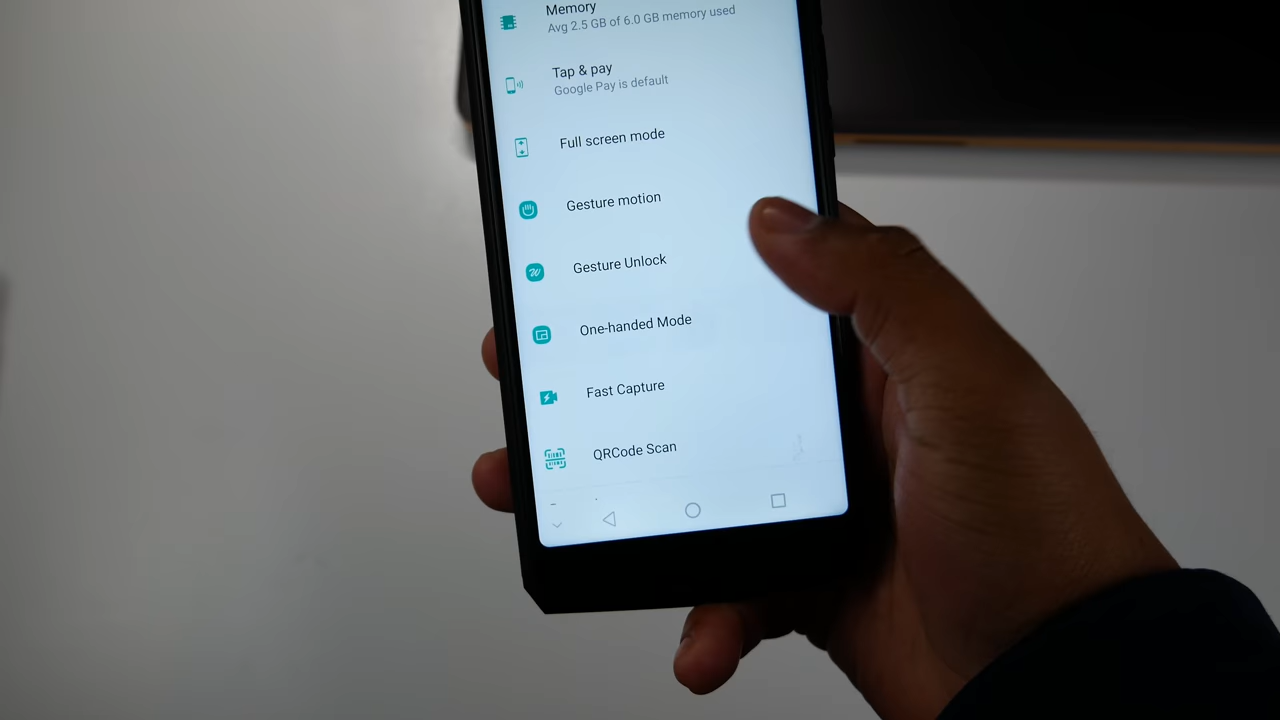 Memory
Avg 2.5 GB of 6.0 GB memory used
Tap & pay
Google Pay is default
Full screen mode
Gesture motion
Gesture Unlock
One-handed Mode
Fast Capture
QRCode Scan